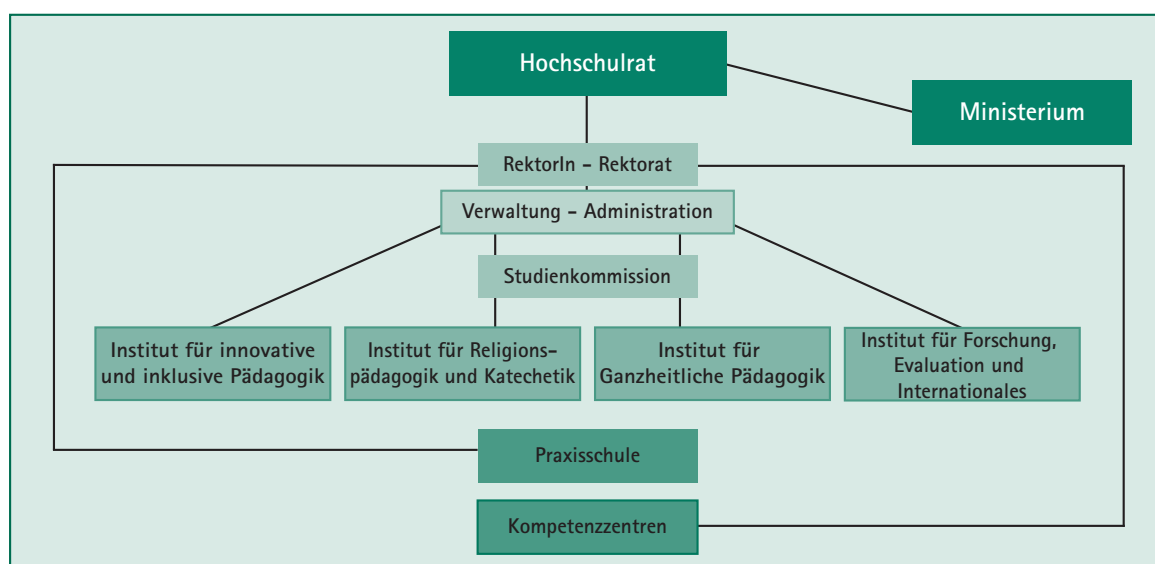 Hochschulrat
Ministerium
RektorIn – Rektorat
Verwaltung – Administration
Studienkommission
Institut für innovative
und inklusive Pädagogik
Institut für Religions-
pädagogik und Katechetik
Institut für
Ganzheitliche Pädagogik
Institut für Forschung,
Evaluation und
Internationales
Praxisschule
Kompetenzzentren